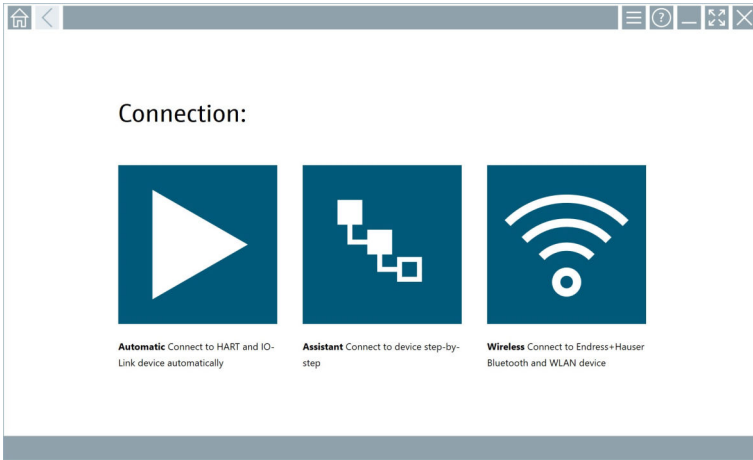 ?
Connection:
Automatic Connect to HART and IO-
Link device automatically
Assistant Connect to device step-by-
step
Wireless Connect to Endress+Hauser
Bluetooth and WLAN device